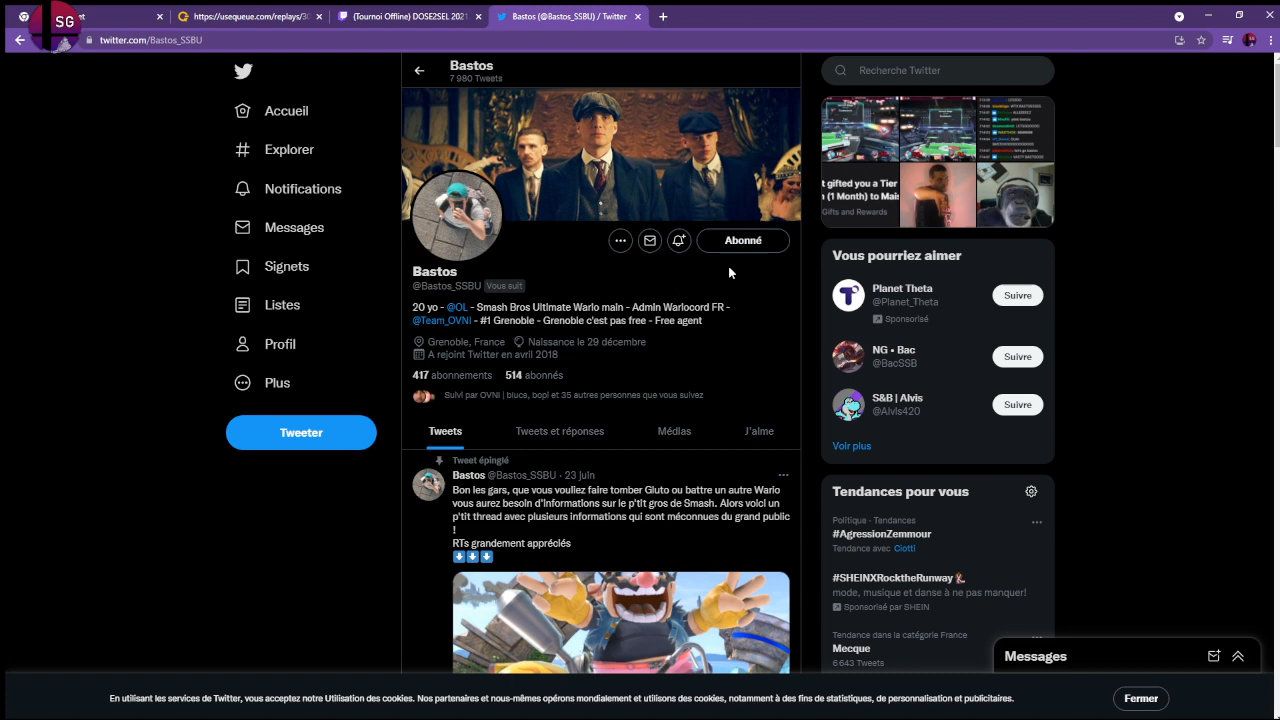 SG
et
https://usequeue.com/replays/30
(Tournoi Offline) DOSE2SEL 2021.
Bastos (@Bastos_SSBU) / Twitter
twitter.com/Bastos_SSBU
Bastos
7 980 Tweets
Recherche Twitter
Accueil
Explorer
Notifications
Messages
Signets
Listes
Profil
Plus
Tweeter
Abonné
Bastos
@Bastos_SSBU Vous suit
20 yo - @OL - Smash Bros Ultimate Wario main - Admin Warlocord FR -
@Team_OVNI - #1 Grenoble - Grenoble c'est pas free - Free agent
Grenoble, France Naissance le 29 décembre
A rejoint Twitter en avril 2018
417 abonnements 514 abonnés
Suivi par OVNI | blucs, bopi et 35 autres personnes que vous suivez
Tweets Tweets et réponses Médias J'aime
Tweet épinglé
Bastos @Bastos_SSBU · 23 juin
Bon les gars, que vous vouliez faire tomber Gluto ou battre un autre Wario
vous aurez besoin d'informations sur le p'tit gros de Smash. Alors voici un
p'tit thread avec plusieurs informations qui sont méconnues du grand public
!
RTs grandement appréciés
t gifted you a Tier
(1 Month) to Mais
Gifts and Rewards
Vous pourriez aimer
Planet Theta
@Planet_Theta
Sponsorisé
Suivre
NG • Bac
@BacSSB
Suivre
S&B | Alvis
@Alvis420
Suivre
Voir plus
Tendances pour vous
Politique · Tendances
#AgressionZemmour
Tendance avec Ciotti
#SHEINXRocktheRunway
mode, musique et danse à ne pas manquer!
Sponsorisé par SHEIN
Tendance dans la catégorie France
Mecque
6 643 Tweets
Messages
En utilisant les services de Twitter, vous acceptez notre Utilisation des cookies. Nos partenaires et nous-mêmes opérons mondialement et utilisons des cookies, notamment à des fins de statistiques, de personnalisation et publicitaires.
Fermer